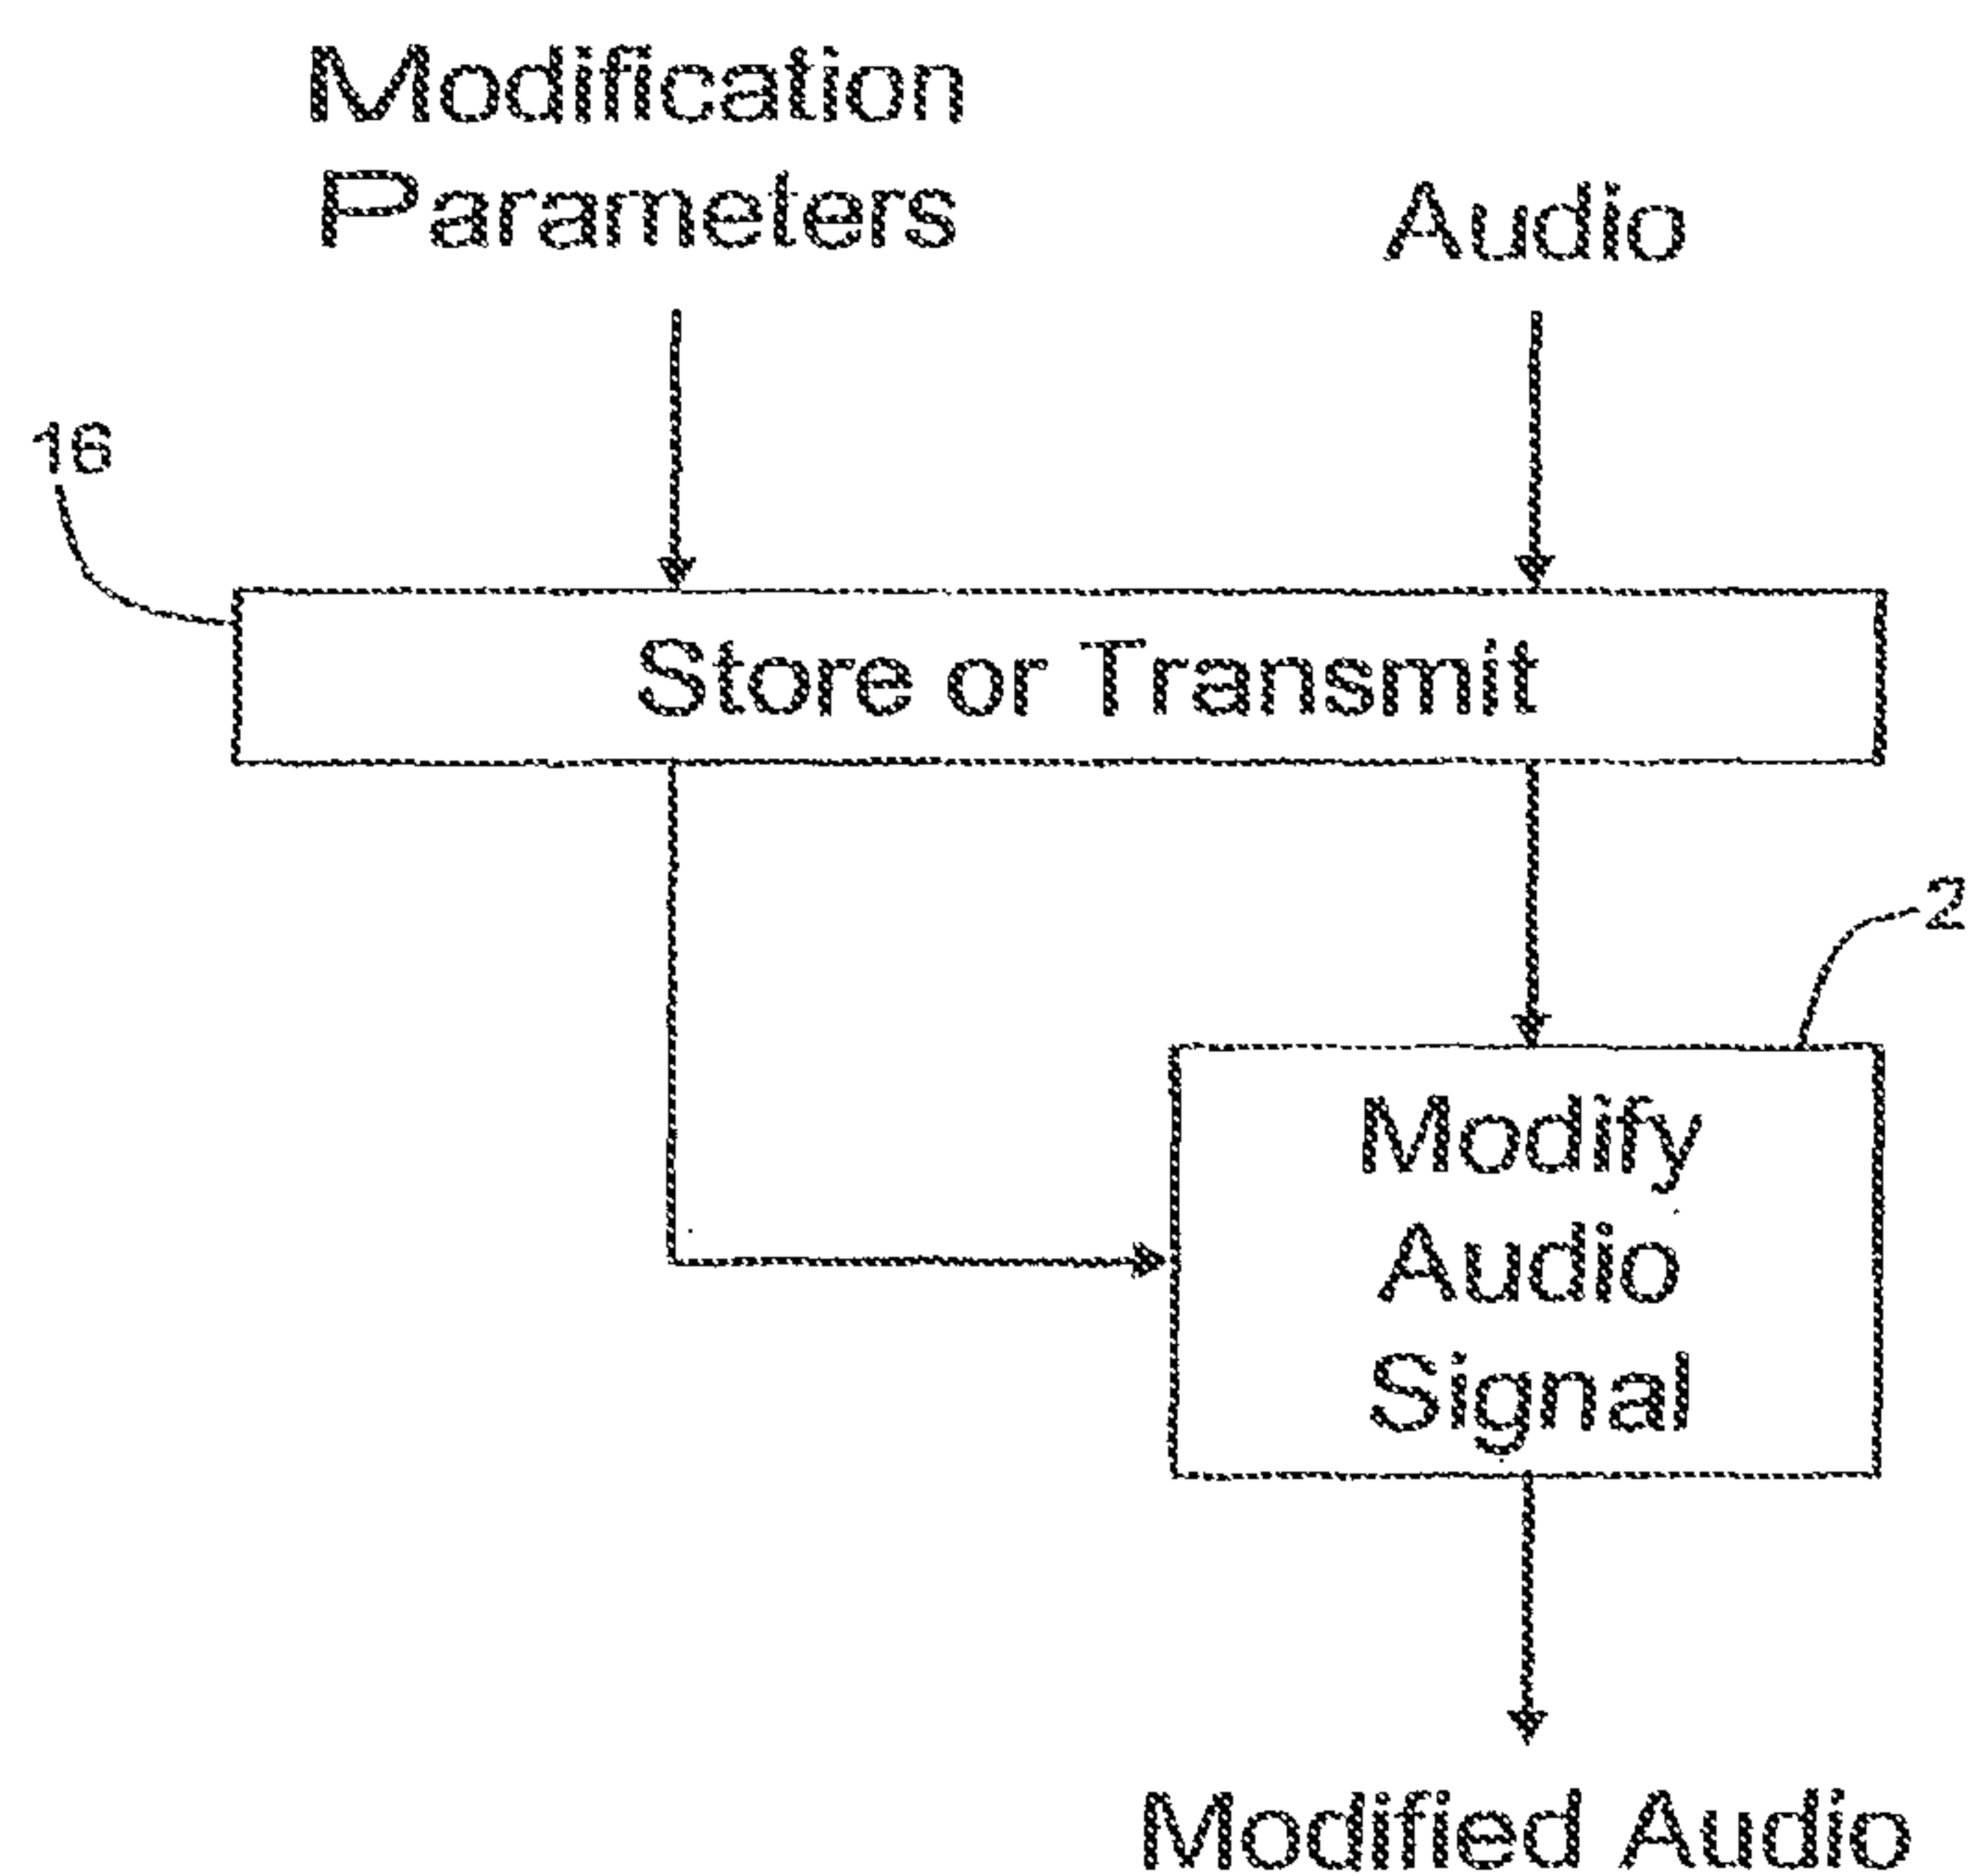 Modification
Parameters
Audio
16
Store or Transmit
2
Modify
Audio
Signal
Modified Audio